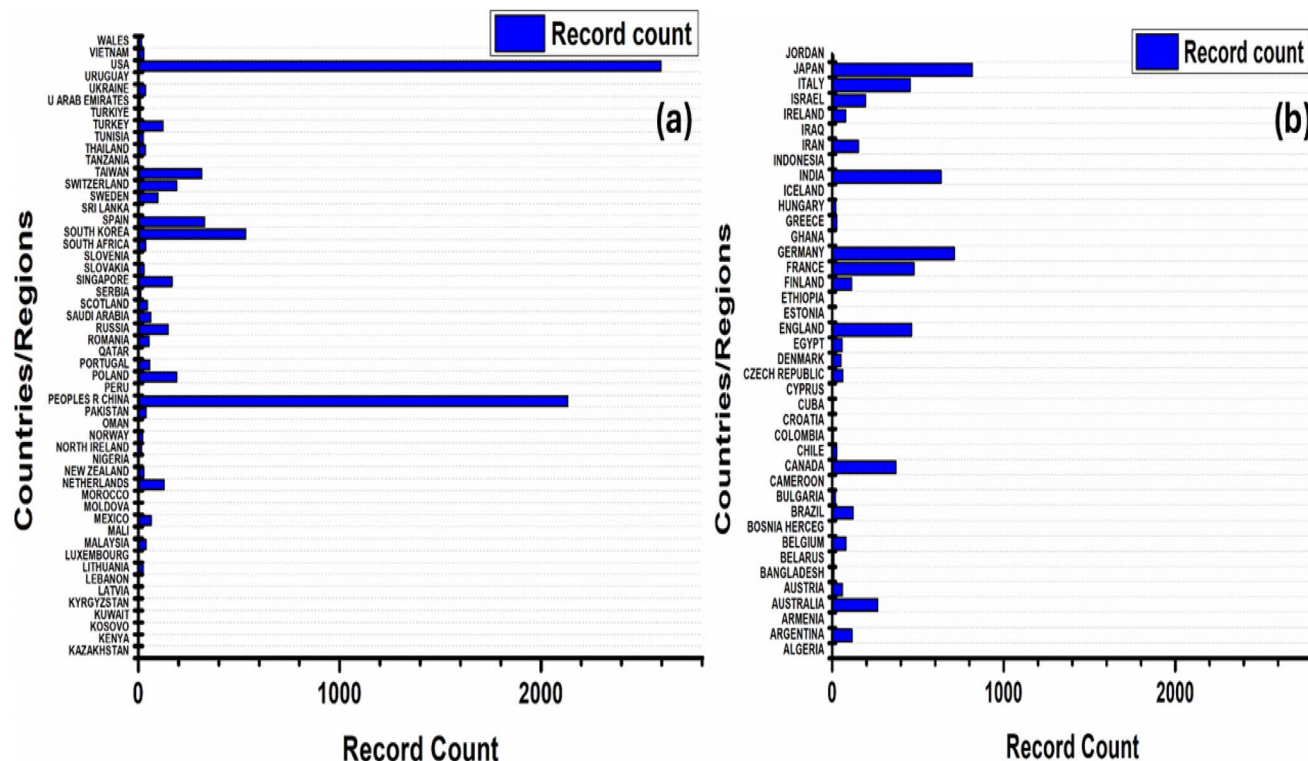 Record count
(a)
Countries/Regions
WALES
VIETNAM
USA
URUGUAY
UKRAINE
U ARAB EMIRATES
TURKIYE
TURKEY
TUNISIA
THAILAND
TANZANIA
TAIWAN
SWITZERLAND
SWEDEN
SRI LANKA
SPAIN
SOUTH KOREA
SOUTH AFRICA
SLOVENIA
SLOVAKIA
SINGAPORE
SERBIA
SCOTLAND
SAUDI ARABIA
RUSSIA
ROMANIA
QATAR
PORTUGAL
POLAND
PERU
PEOPLES R CHINA
PAKISTAN
OMAN
NORWAY
NORTH IRELAND
NIGERIA
NEW ZEALAND
NETHERLANDS
MOROCCO
MOLDOVA
MEXICO
MALI
MALAYSIA
LUXEMBOURG
LITHUANIA
LEBANON
LATVIA
KYRGYZSTAN
KUWAIT
KOSOVO
KENYA
KAZAKHSTAN
0 1000 2000
Record Count
Record count
(b)
Countries/Regions
JORDAN
JAPAN
ITALY
ISRAEL
IRELAND
IRAQ
IRAN
INDONESIA
INDIA
ICELAND
HUNGARY
GREECE
GHANA
GERMANY
FRANCE
FINLAND
ETHIOPIA
ESTONIA
ENGLAND
EGYPT
DENMARK
CZECH REPUBLIC
CYPRUS
CUBA
CROATIA
COLOMBIA
CHILE
CANADA
CAMEROON
BULGARIA
BRAZIL
BOSNIA HERCEG
BELGIUM
BELARUS
BANGLADESH
AUSTRIA
AUSTRALIA
ARMENIA
ARGENTINA
ALGERIA
0 1000 2000
Record Count